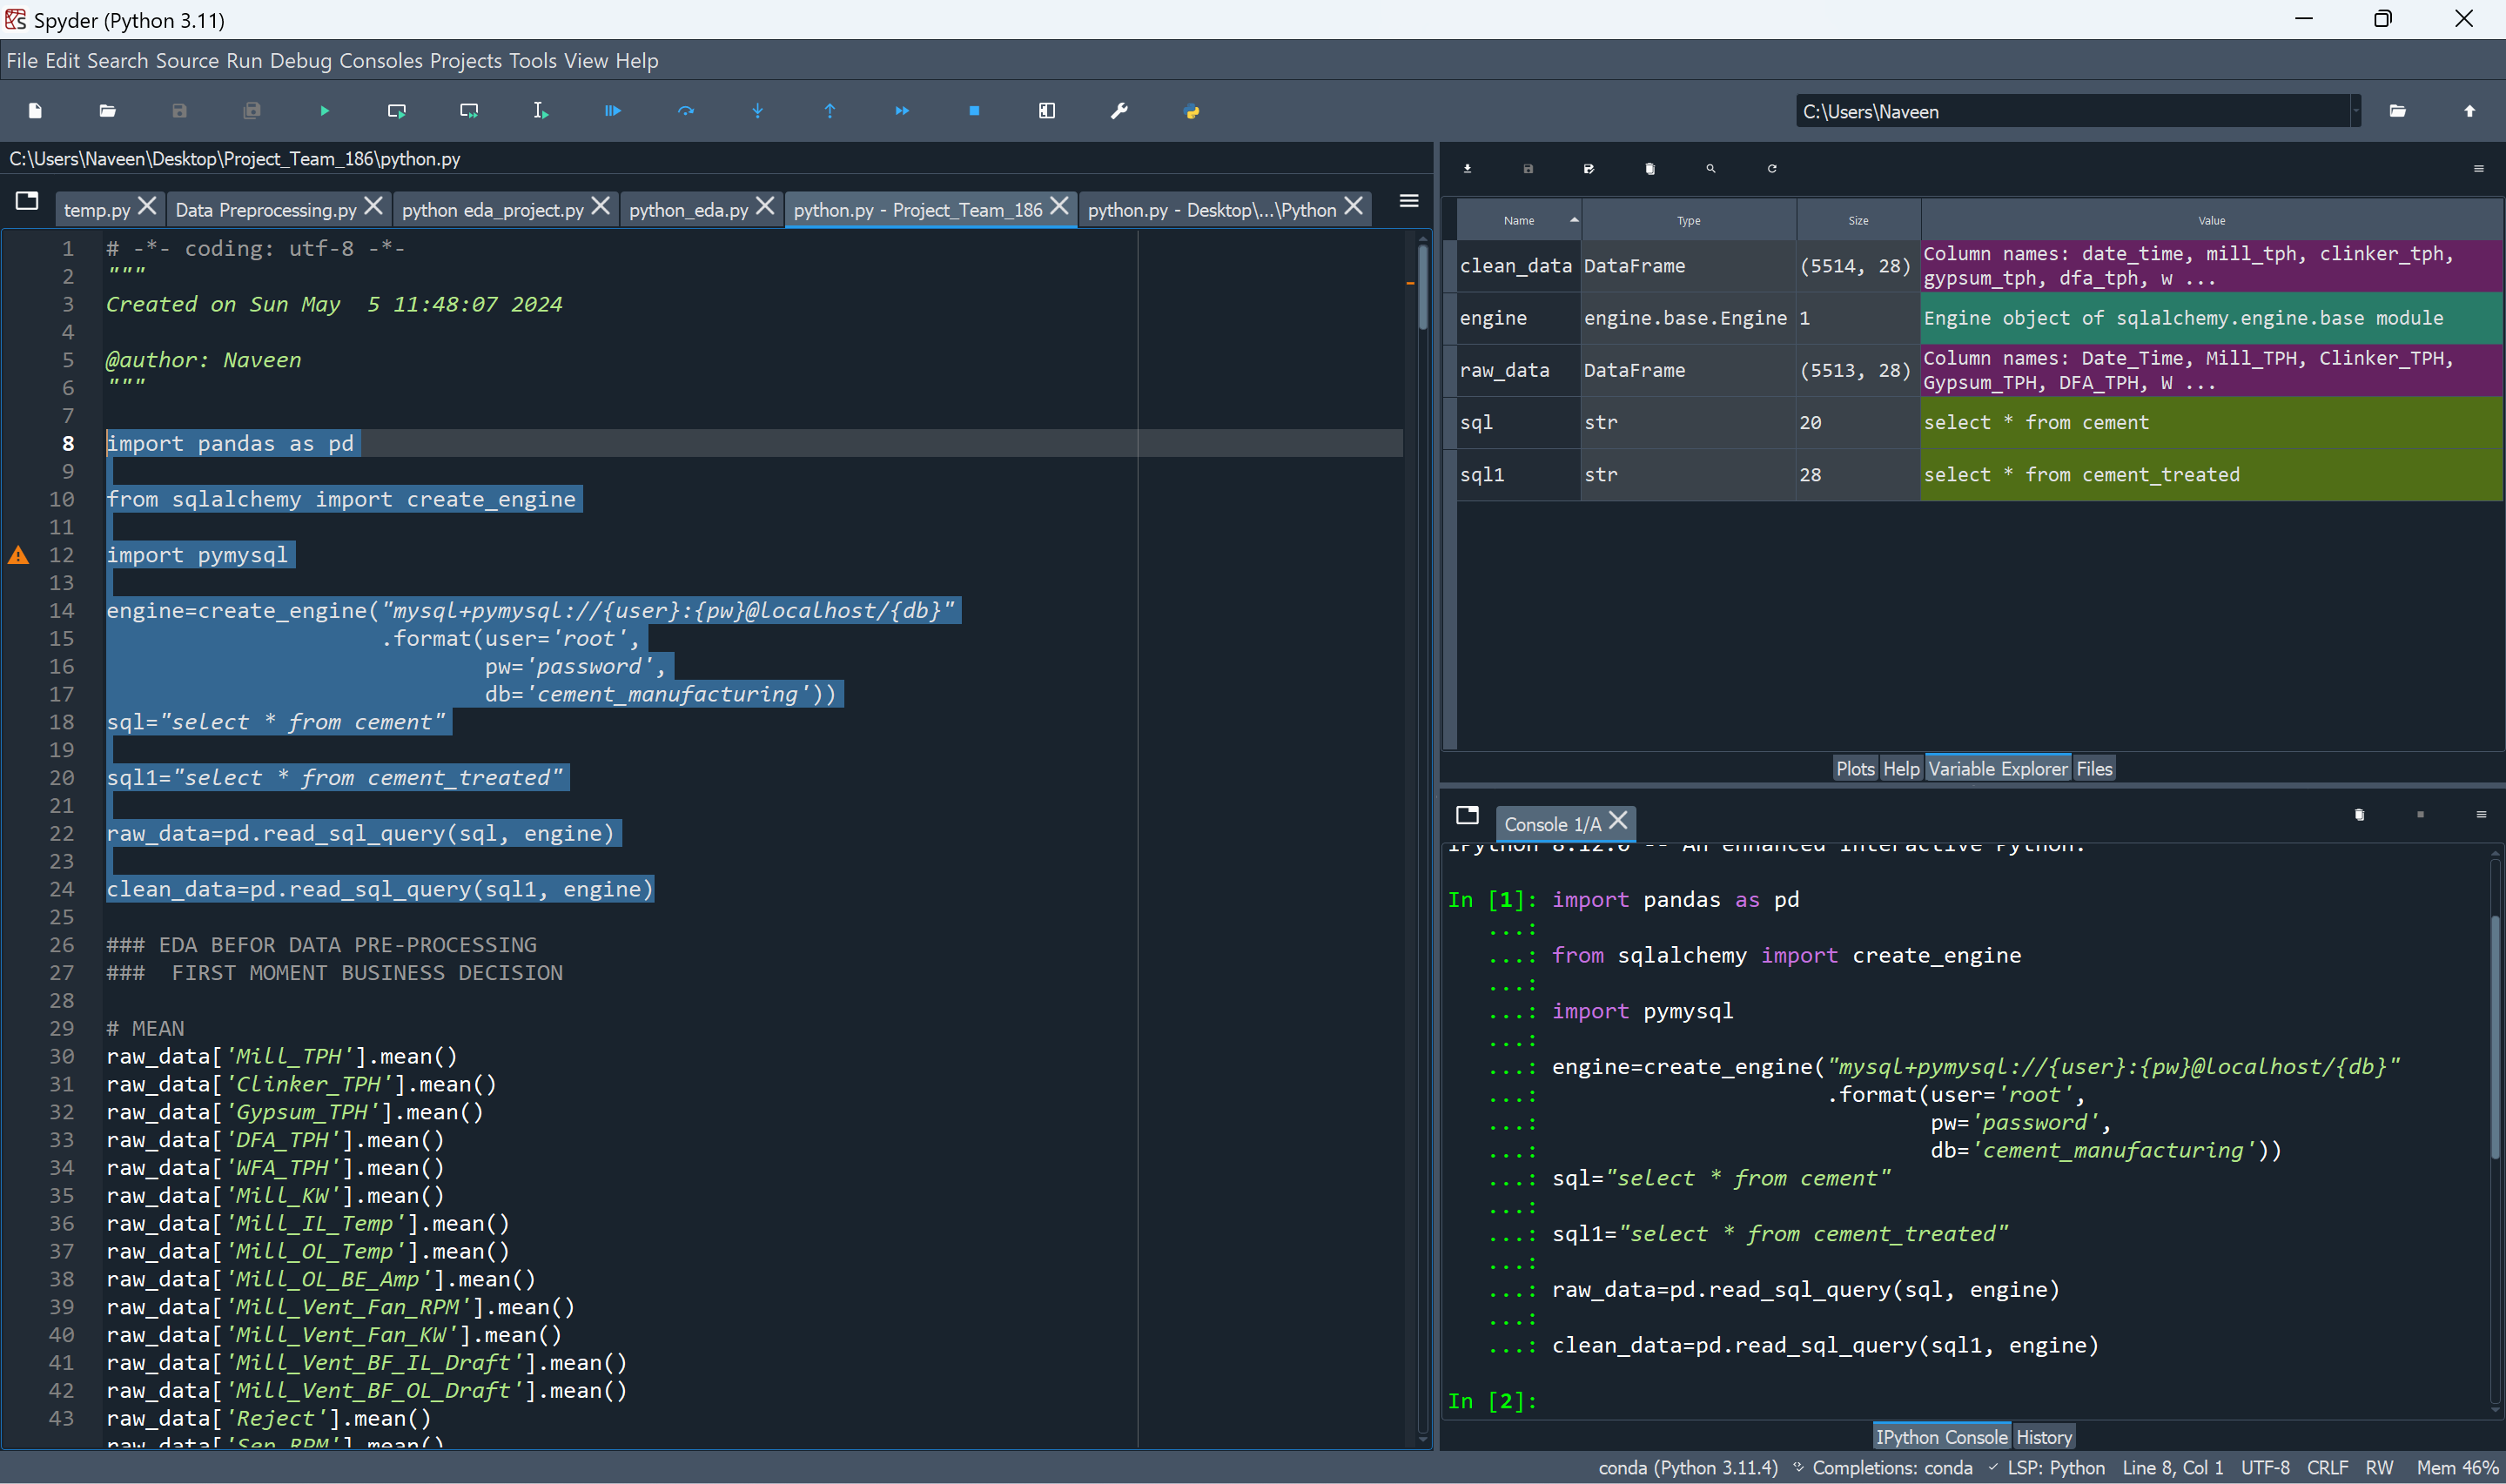 Spyder (Python 3.11)
File Edit Search Source Run Debug Consoles Projects Tools View Help
C:\Users\Naveen
C:\Users\Naveen\Desktop\Project_Team_186\python.py
temp.py
Data Preprocessing.py
python eda_project.py
python_eda.py
python.py - Project_Team_186
python.py - Desktop\...\Python
1 # -*- coding: utf-8 -*-
2 """
3 Created on Sun May  5 11:48:07 2024
4
5 @author: Naveen
6 """
7
8 import pandas as pd
9
10 from sqlalchemy import create_engine
11
12 import pymysql
13
14 engine=create_engine("mysql+pymysql://{user}:{pw}@localhost/{db}"
15 .format(user='root',
16 pw='password',
17 db='cement_manufacturing'))
18 sql="select * from cement"
19
20 sql1="select * from cement_treated"
21
22 raw_data=pd.read_sql_query(sql, engine)
23
24 clean_data=pd.read_sql_query(sql1, engine)
25
26 ### EDA BEFOR DATA PRE-PROCESSING
27 ###  FIRST MOMENT BUSINESS DECISION
28
29 # MEAN
30 raw_data['Mill_TPH'].mean()
31 raw_data['Clinker_TPH'].mean()
32 raw_data['Gypsum_TPH'].mean()
33 raw_data['DFA_TPH'].mean()
34 raw_data['WFA_TPH'].mean()
35 raw_data['Mill_KW'].mean()
36 raw_data['Mill_IL_Temp'].mean()
37 raw_data['Mill_OL_Temp'].mean()
38 raw_data['Mill_OL_BE_Amp'].mean()
39 raw_data['Mill_Vent_Fan_RPM'].mean()
40 raw_data['Mill_Vent_Fan_KW'].mean()
41 raw_data['Mill_Vent_BF_IL_Draft'].mean()
42 raw_data['Mill_Vent_BF_OL_Draft'].mean()
43 raw_data['Reject'].mean()
raw_data['Sep_RPM'].mean()
Name Type Size Value
clean_data DataFrame (5514, 28) Column names: date_time, mill_tph, clinker_tph,
gypsum_tph, dfa_tph, w ...
engine engine.base.Engine 1 Engine object of sqlalchemy.engine.base module
raw_data DataFrame (5513, 28) Column names: Date_Time, Mill_TPH, Clinker_TPH,
Gypsum_TPH, DFA_TPH, W ...
sql str 20 select * from cement
sql1 str 28 select * from cement_treated
Plots Help Variable Explorer Files
Console 1/A
IPython 8.12.0 -- An enhanced Interactive Python.
In [1]: import pandas as pd
...:
...: from sqlalchemy import create_engine
...:
...: import pymysql
...:
...: engine=create_engine("mysql+pymysql://{user}:{pw}@localhost/{db}"
...: .format(user='root',
...: pw='password',
...: db='cement_manufacturing'))
...: sql="select * from cement"
...:
...: sql1="select * from cement_treated"
...:
...: raw_data=pd.read_sql_query(sql, engine)
...:
...: clean_data=pd.read_sql_query(sql1, engine)
In [2]:
IPython Console History
conda (Python 3.11.4) Completions: conda LSP: Python Line 8, Col 1 UTF-8 CRLF RW Mem 46%